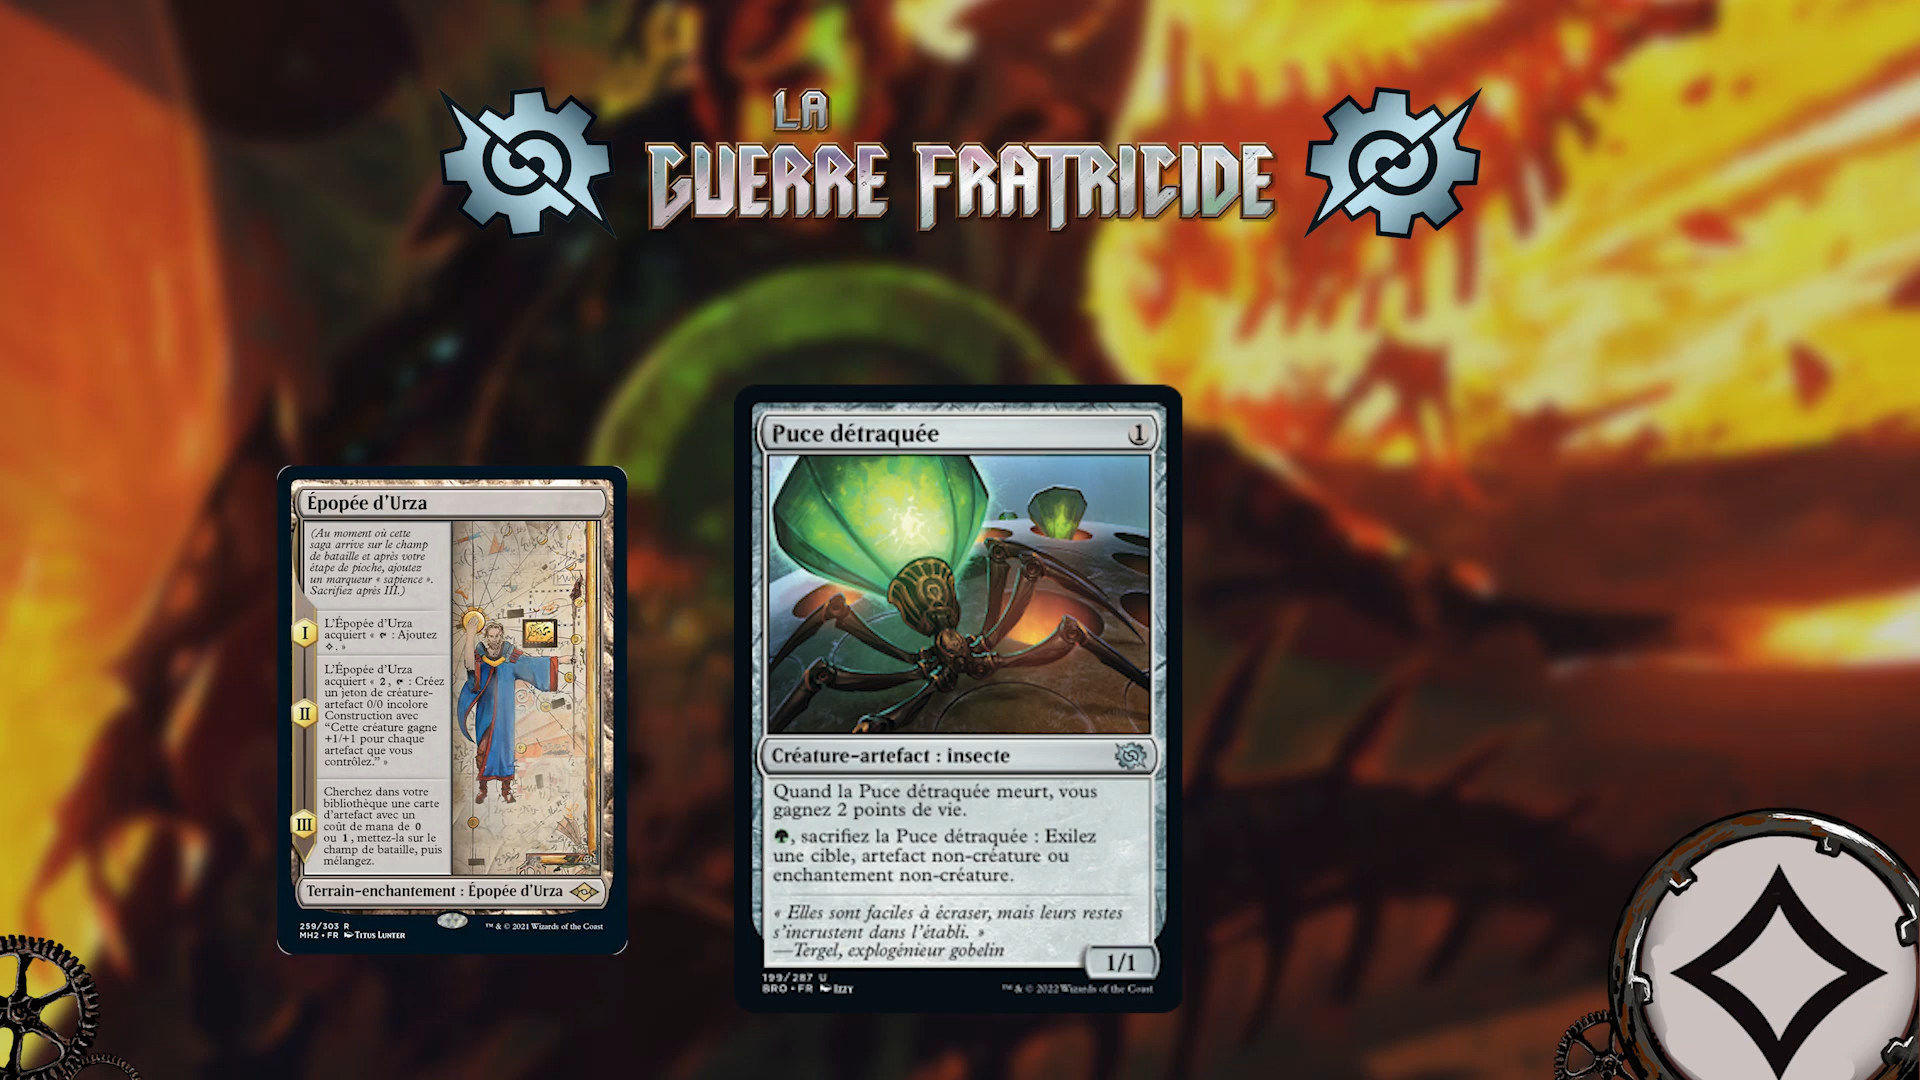 LA
GUERRE FRATRICIDE
Épopée d'Urza
(Au moment où cette
saga arrive sur le champ
de bataille et après votre
étape de pioche, ajoutez
un marqueur « sapience ».
Sacrifiez après III.)
I
L'Épopée d'Urza
acquiert « : Ajoutez
. »
II
L'Épopée d'Urza
acquiert « 2, : Créez
un jeton de créature-
artefact 0/0 incolore
Construction avec
“Cette créature gagne
+1/+1 pour chaque
artefact que vous
contrôlez.” »
III
Cherchez dans votre
bibliothèque une carte
d'artefact avec un
coût de mana de 0
ou 1, mettez-la sur le
champ de bataille, puis
mélangez.
Terrain-enchantement : Épopée d'Urza
259/303 R
MH2 • FR Titus Lunter
™ & © 2021 Wizards of the Coast
Puce détraquée 1
Créature-artefact : insecte
Quand la Puce détraquée meurt, vous
gagnez 2 points de vie.
, sacrifiez la Puce détraquée : Exilez
une cible, artefact non-créature ou
enchantement non-créature.
« Elles sont faciles à écraser, mais leurs restes
s'incrustent dans l'établi. »
—Tergel, explogénieur gobelin
1/1
199/287 U
BRO • FR Izzy
™ & © 2022 Wizards of the Coast